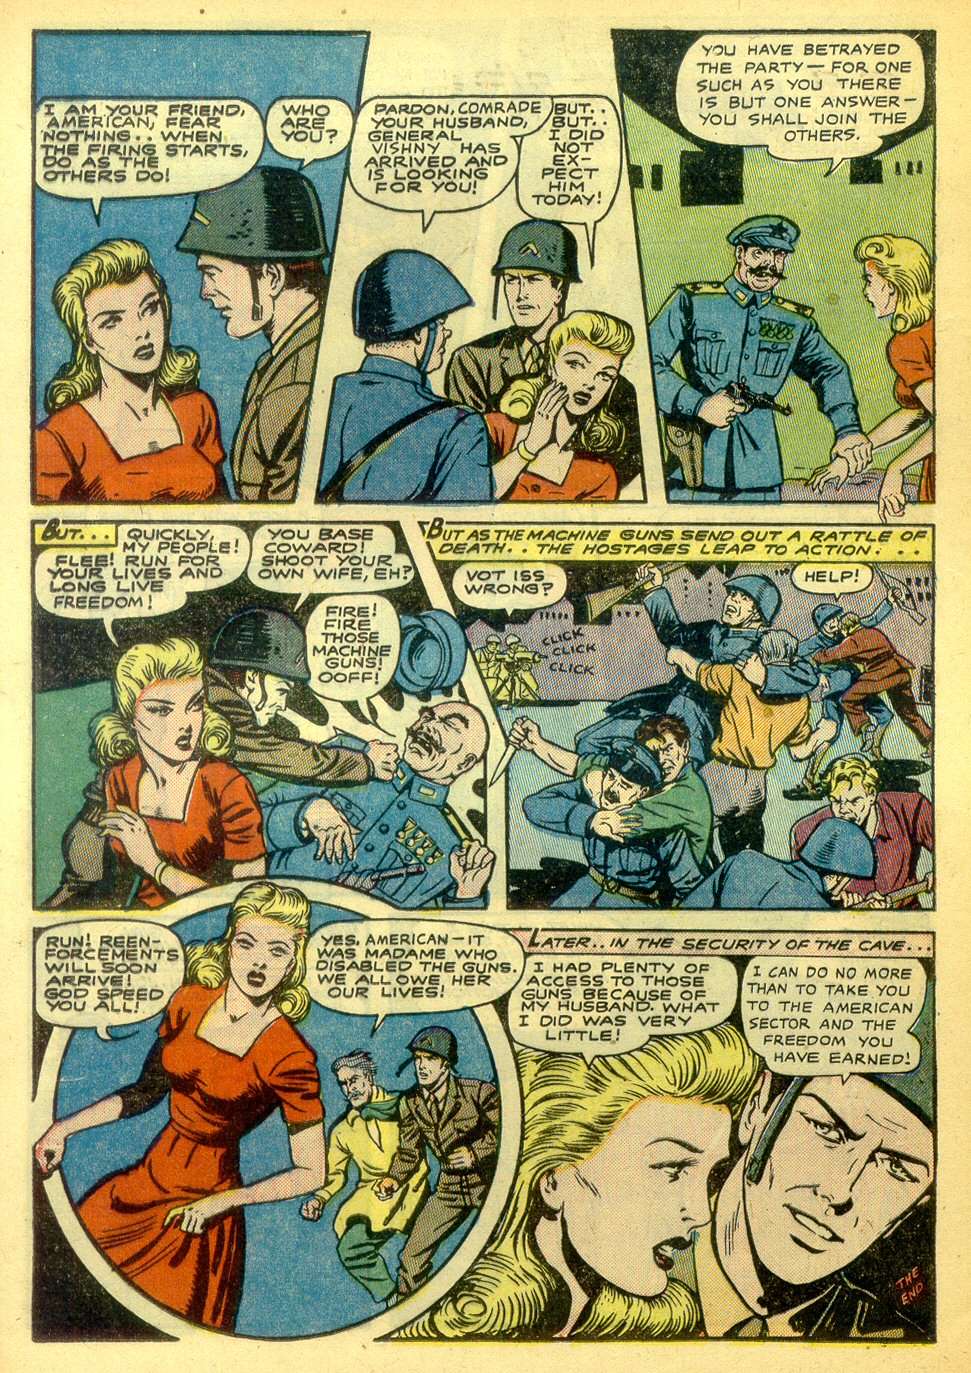 I AM YOUR FRIEND,
AMERICAN, FEAR
NOTHING.. WHEN
THE FIRING STARTS,
DO AS THE
OTHERS DO!
WHO
ARE
YOU?
PARDON, COMRADE
YOUR HUSBAND,
GENERAL
VISHNY HAS
ARRIVED AND
IS LOOKING
FOR YOU!
BUT..
BUT..
I DID
NOT
EX-
PECT
HIM
TODAY!
YOU HAVE BETRAYED
THE PARTY — FOR ONE
SUCH AS YOU THERE
IS BUT ONE ANSWER —
YOU SHALL JOIN THE
OTHERS.
BUT...
QUICKLY,
MY PEOPLE!
FLEE! RUN FOR
YOUR LIVES AND
LONG LIVE
FREEDOM!
YOU BASE
COWARD!
SHOOT YOUR
OWN WIFE, EH?
FIRE!
FIRE
THOSE
MACHINE
GUNS!
OOFF!
BUT AS THE MACHINE GUNS SEND OUT A RATTLE OF
DEATH.. THE HOSTAGES LEAP TO ACTION. . .
VOT ISS
WRONG?
CLICK
CLICK
CLICK
HELP!
RUN! REEN-
FORCEMENTS
WILL SOON
ARRIVE!
GOD SPEED
YOU ALL!
YES, AMERICAN — IT
WAS MADAME WHO
DISABLED THE GUNS.
WE ALL OWE, HER
OUR LIVES!
LATER.. IN THE SECURITY OF THE CAVE...
I HAD PLENTY OF
ACCESS TO THOSE
GUNS BECAUSE OF
MY HUSBAND. WHAT
I DID WAS VERY
LITTLE!
I CAN DO NO MORE
THAN TO TAKE YOU
TO THE AMERICAN
SECTOR AND THE
FREEDOM YOU
HAVE EARNED!
THE
END